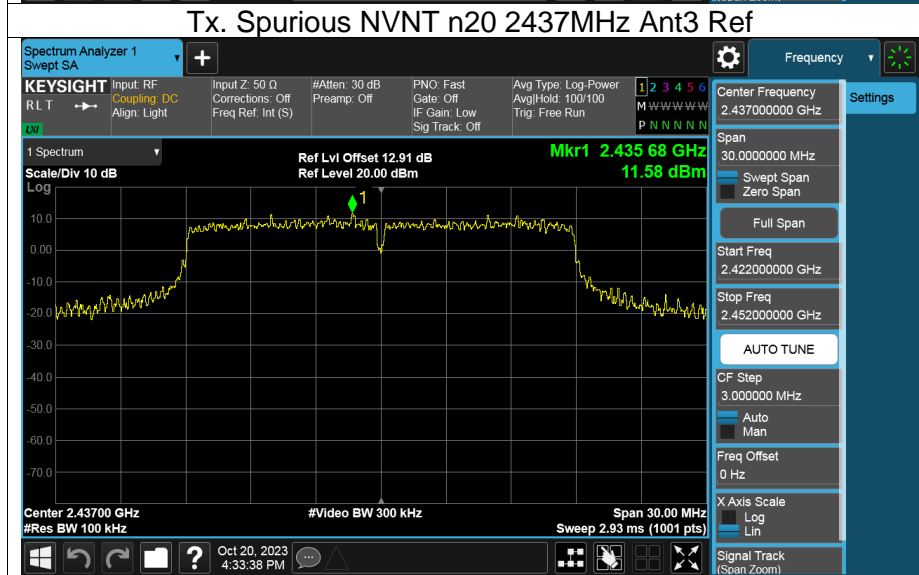 (Span Zoom)
Tx. Spurious NVNT n20 2437MHz Ant3 Ref
Spectrum Analyzer 1
Swept SA
+
Frequency
KEYSIGHT
RLT
LXI
Input: RF
Coupling: DC
Align: Light
Input Z: 50 Ω
Corrections: Off
Freq Ref: Int (S)
#Atten: 30 dB
Preamp: Off
PNO: Fast
Gate: Off
IF Gain: Low
Sig Track: Off
Avg Type: Log-Power
Avg|Hold: 100/100
Trig: Free Run
1 2 3 4 5 6
M W W W W W
P N N N N N
1 Spectrum
Scale/Div 10 dB
Log
Ref Lvl Offset 12.91 dB
Ref Level 20.00 dBm
Mkr1 2.435 68 GHz
11.58 dBm
1
10.0
0.00
-10.0
-20.0
-30.0
-40.0
-50.0
-60.0
-70.0
Center 2.43700 GHz
#Res BW 100 kHz
#Video BW 300 kHz
Span 30.00 MHz
Sweep 2.93 ms (1001 pts)
Center Frequency
2.437000000 GHz
Settings
Span
30.0000000 MHz
Swept Span
Zero Span
Full Span
Start Freq
2.422000000 GHz
Stop Freq
2.452000000 GHz
AUTO TUNE
CF Step
3.000000 MHz
Auto
Man
Freq Offset
0 Hz
X Axis Scale
Log
Lin
Signal Track
(Span Zoom)
?
Oct 20, 2023
4:33:38 PM